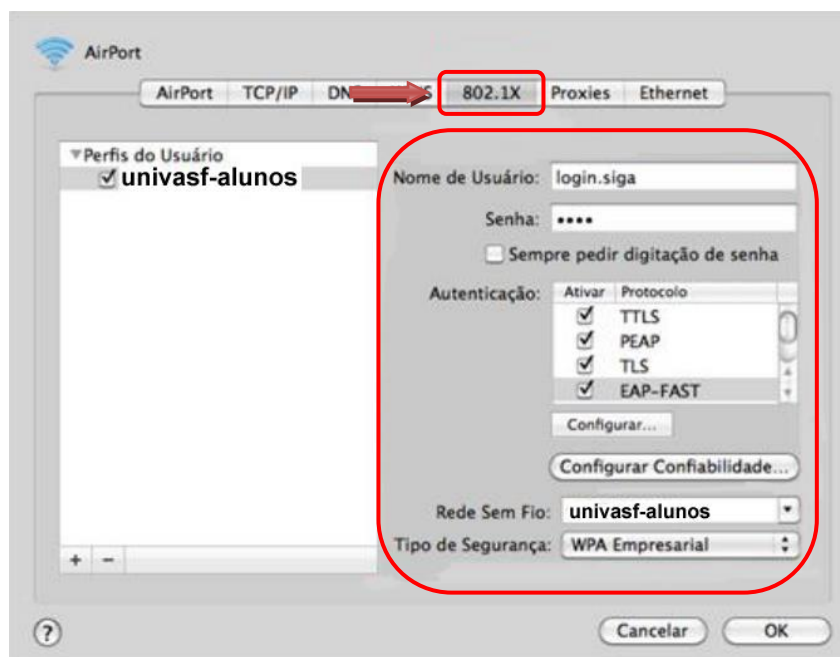 AirPort
AirPort TCP/IP DNS 802.1X Proxies Ethernet
Perfis do Usuário
univasf-alunos
Nome de Usuário: login.siga
Senha: ••••
Sempre pedir digitação de senha
Autenticação: Ativar Protocolo
TTLS
PEAP
TLS
EAP-FAST
Configurar...
Configurar Confiabilidade...
Rede Sem Fio: univasf-alunos
Tipo de Segurança: WPA Empresarial
+ −
? Cancelar OK